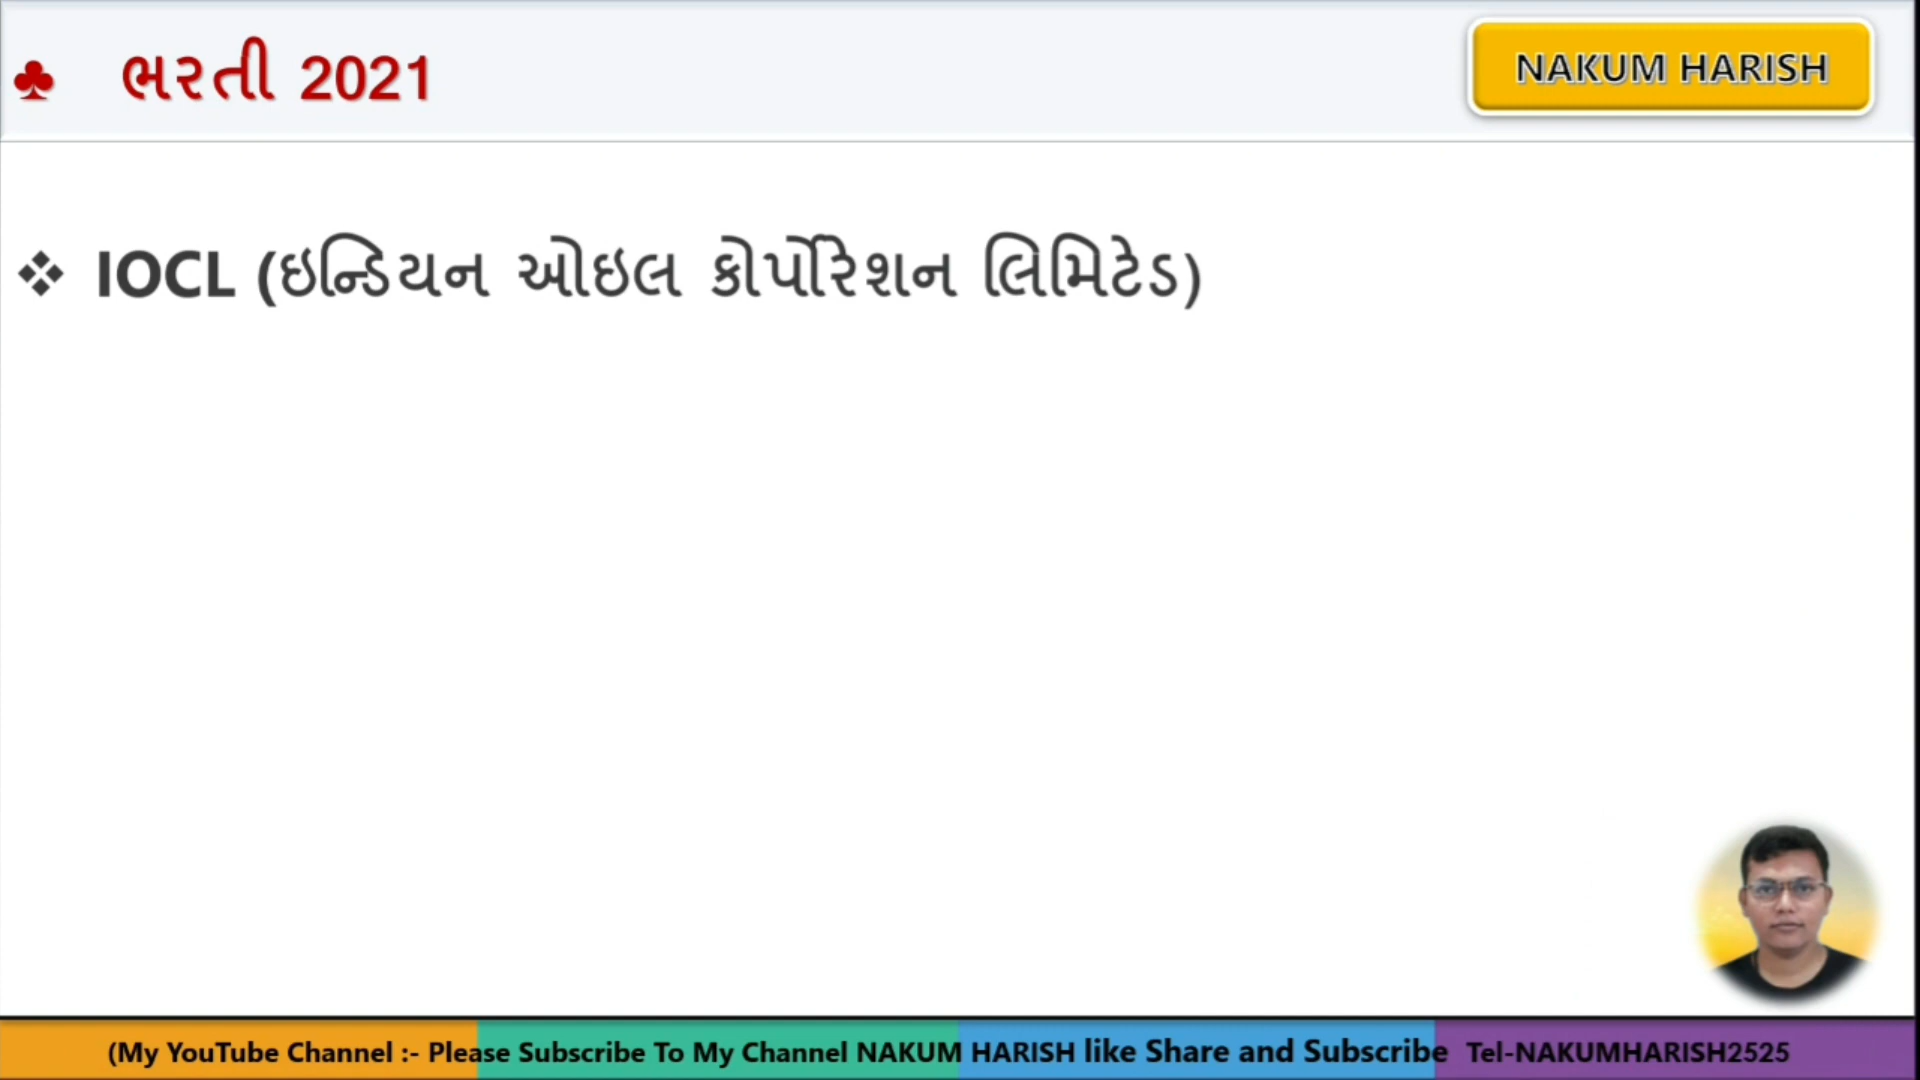 ♣ ભરતી 2021
NAKUM HARISH
❖ IOCL (ઇન્ડિયન ઓઇલ કોર્પોરેશન લિમિટેડ)
(My YouTube Channel :- Please Subscribe To My Channel NAKUM HARISH like Share and Subscribe Tel-NAKUMHARISH2525